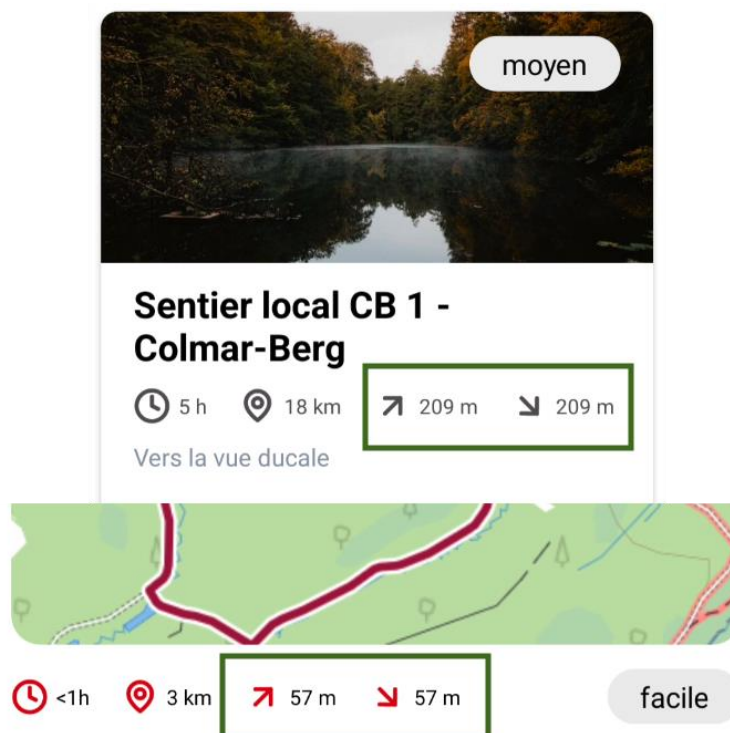 moyen
Sentier local CB 1 -
Colmar-Berg
5 h 18 km 209 m 209 m
Vers la vue ducale
<1h 3 km 57 m 57 m facile